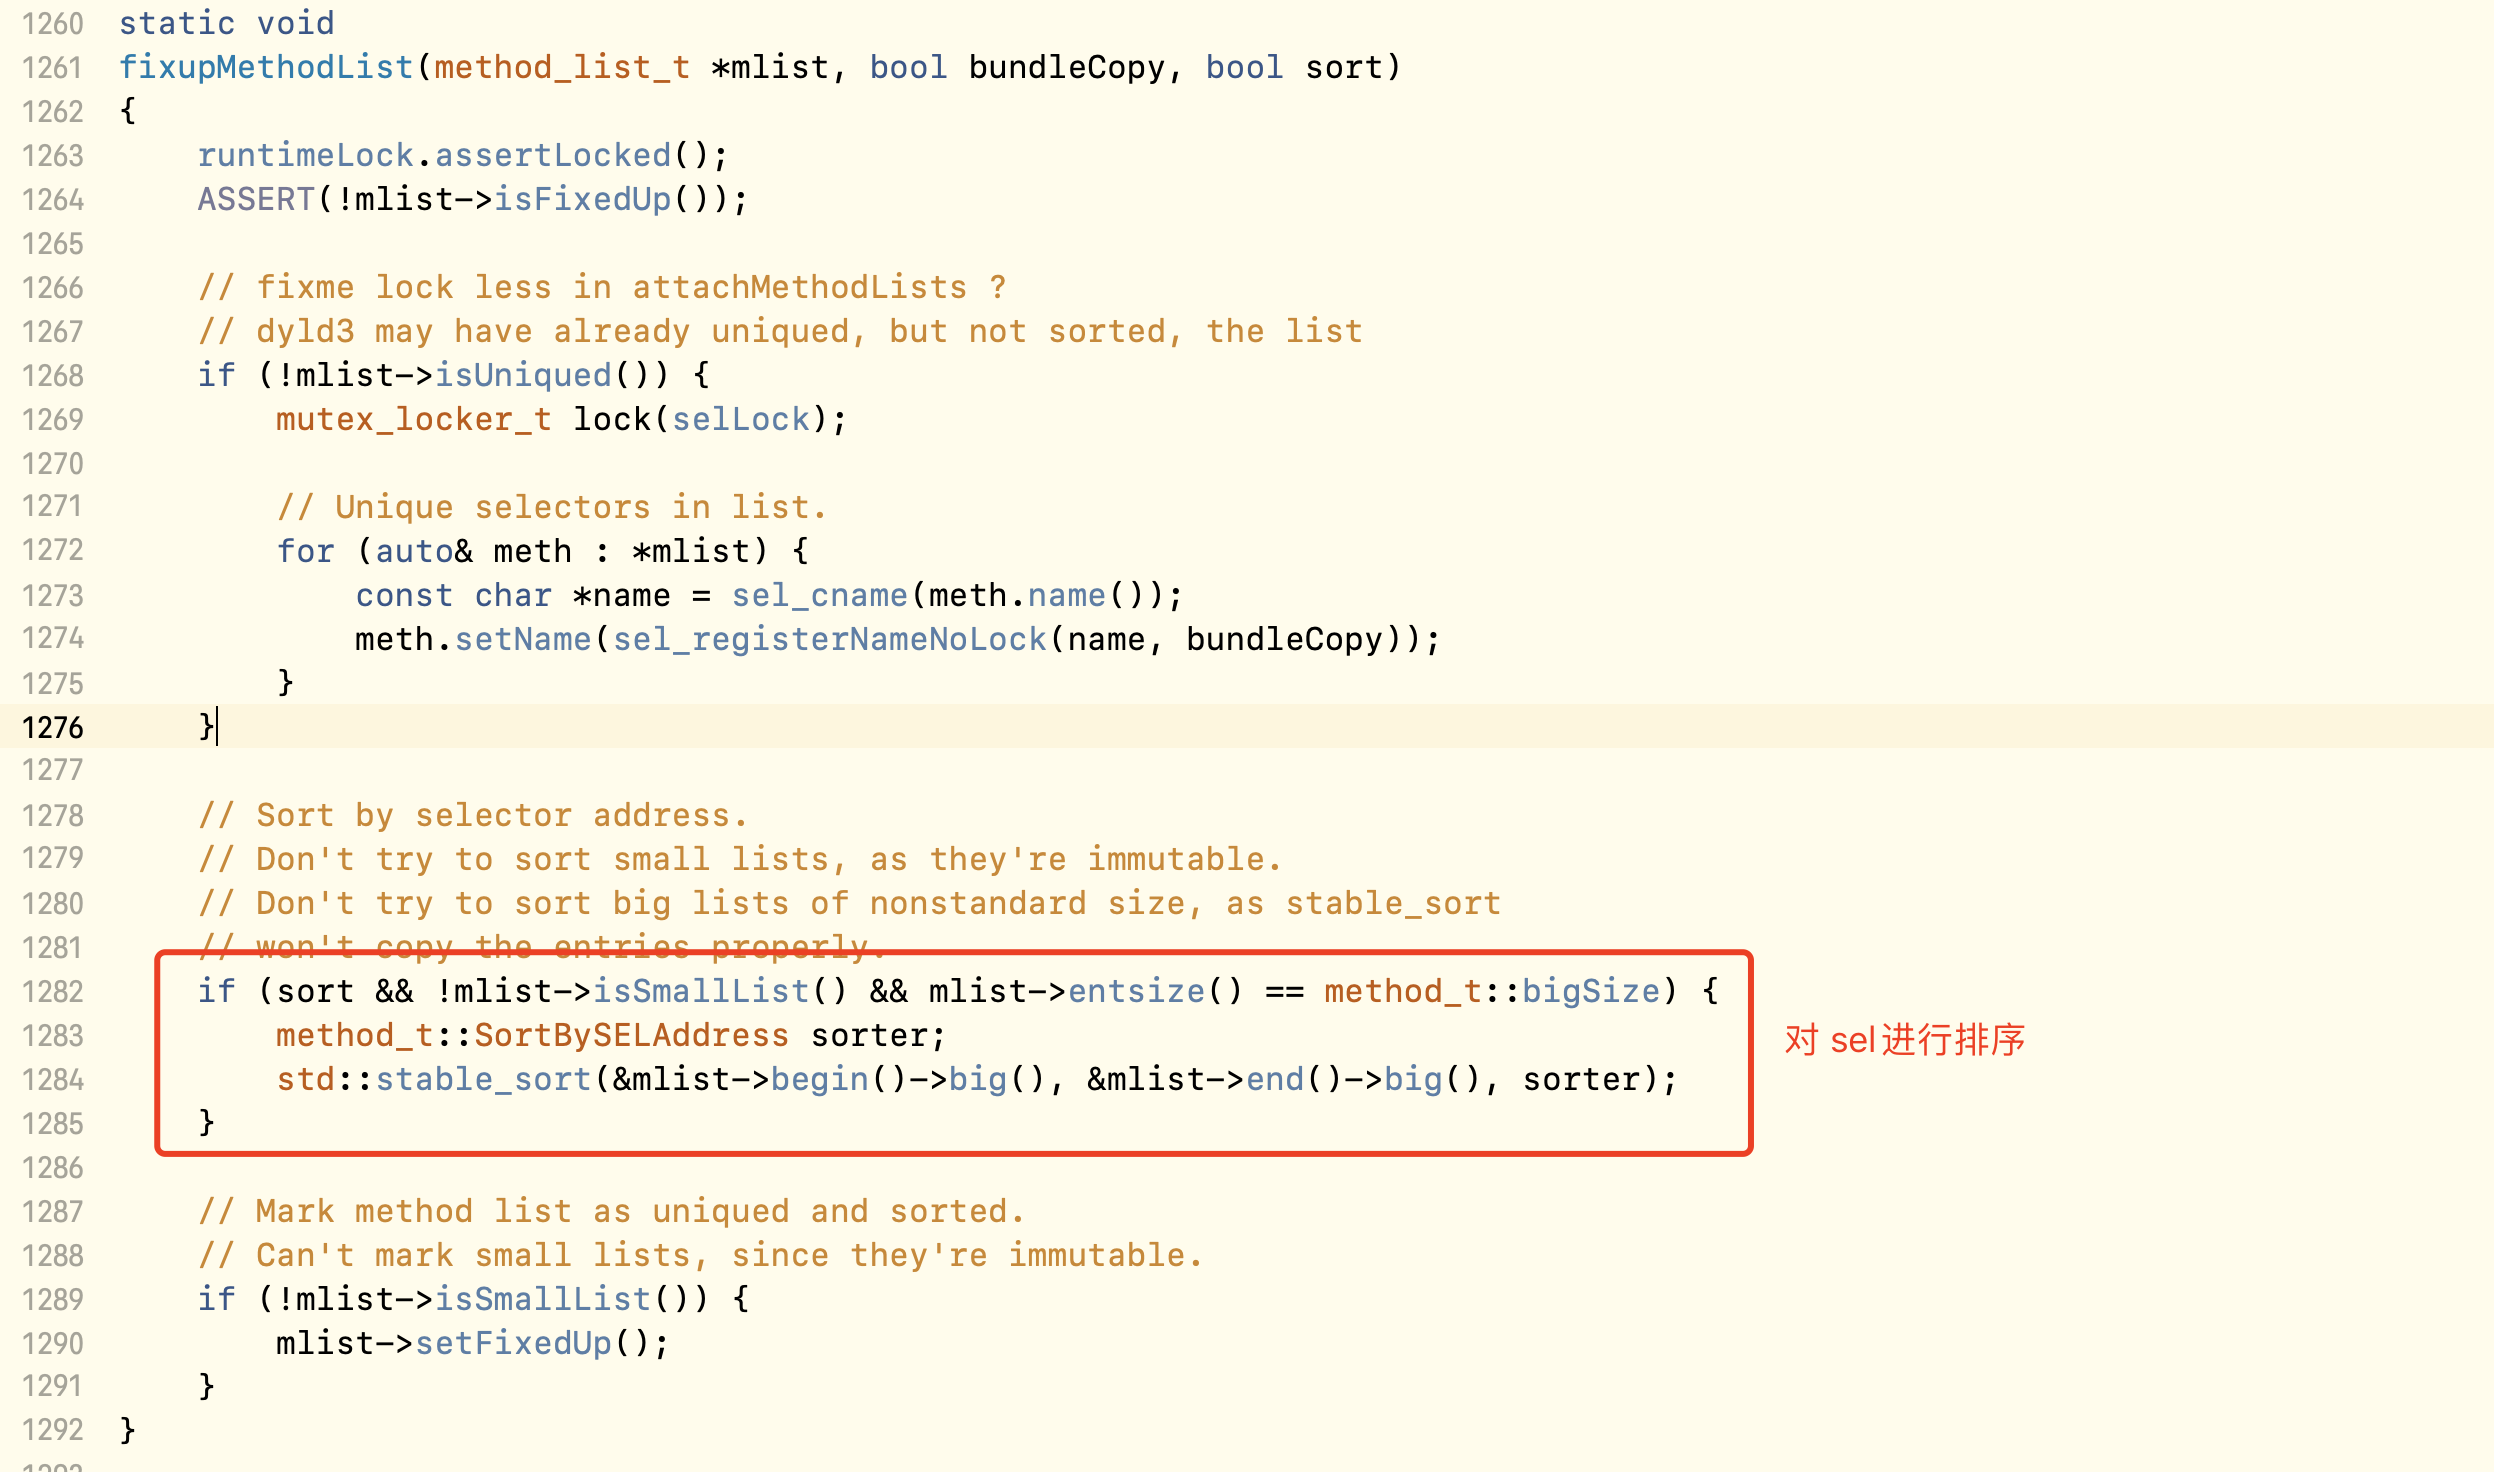 1260 static void
1261 fixupMethodList(method_list_t *mlist, bool bundleCopy, bool sort)
1262 {
1263     runtimeLock.assertLocked();
1264     ASSERT(!mlist->isFixedUp());
1265
1266     // fixme lock less in attachMethodLists ?
1267     // dyld3 may have already uniqued, but not sorted, the list
1268     if (!mlist->isUniqued()) {
1269         mutex_locker_t lock(selLock);
1270
1271         // Unique selectors in list.
1272         for (auto& meth : *mlist) {
1273             const char *name = sel_cname(meth.name());
1274             meth.setName(sel_registerNameNoLock(name, bundleCopy));
1275         }
1276     }
1277
1278     // Sort by selector address.
1279     // Don't try to sort small lists, as they're immutable.
1280     // Don't try to sort big lists of nonstandard size, as stable_sort
1281     // won't copy the entries properly.
1282     if (sort && !mlist->isSmallList() && mlist->entsize() == method_t::bigSize) {
1283         method_t::SortBySELAddress sorter;
对 sel进行排序
1284         std::stable_sort(&mlist->begin()->big(), &mlist->end()->big(), sorter);
1285     }
1286
1287     // Mark method list as uniqued and sorted.
1288     // Can't mark small lists, since they're immutable.
1289     if (!mlist->isSmallList()) {
1290         mlist->setFixedUp();
1291     }
1292 }
1293